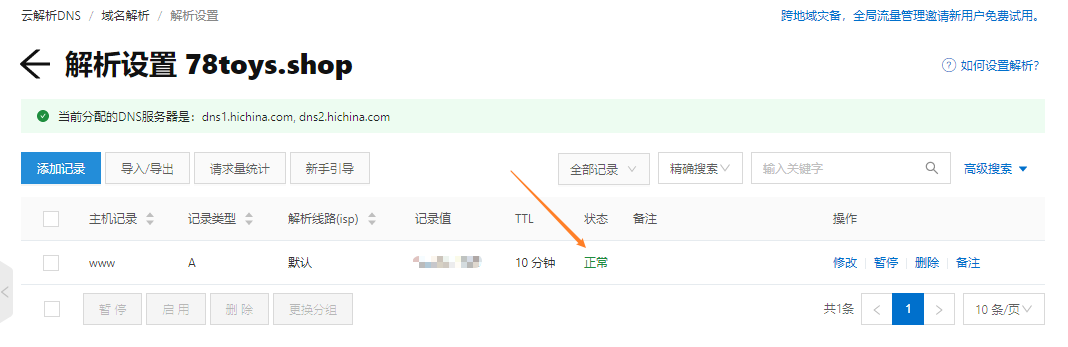 云解析DNS / 域名解析 / 解析设置
跨地域灾备，全局流量管理邀请新用户免费试用。
解析设置 78toys.shop
如何设置解析?
当前分配的DNS服务器是：dns1.hichina.com, dns2.hichina.com
添加记录 导入/导出 请求量统计 新手引导 全部记录 精确搜索 输入关键字 高级搜索
主机记录 记录类型 解析线路(isp) 记录值 TTL 状态 备注 操作
www A 默认 10 分钟 正常 修改 暂停 删除 备注
暂停 启用 删除 更换分组 共1条 < 1 > 10 条/页